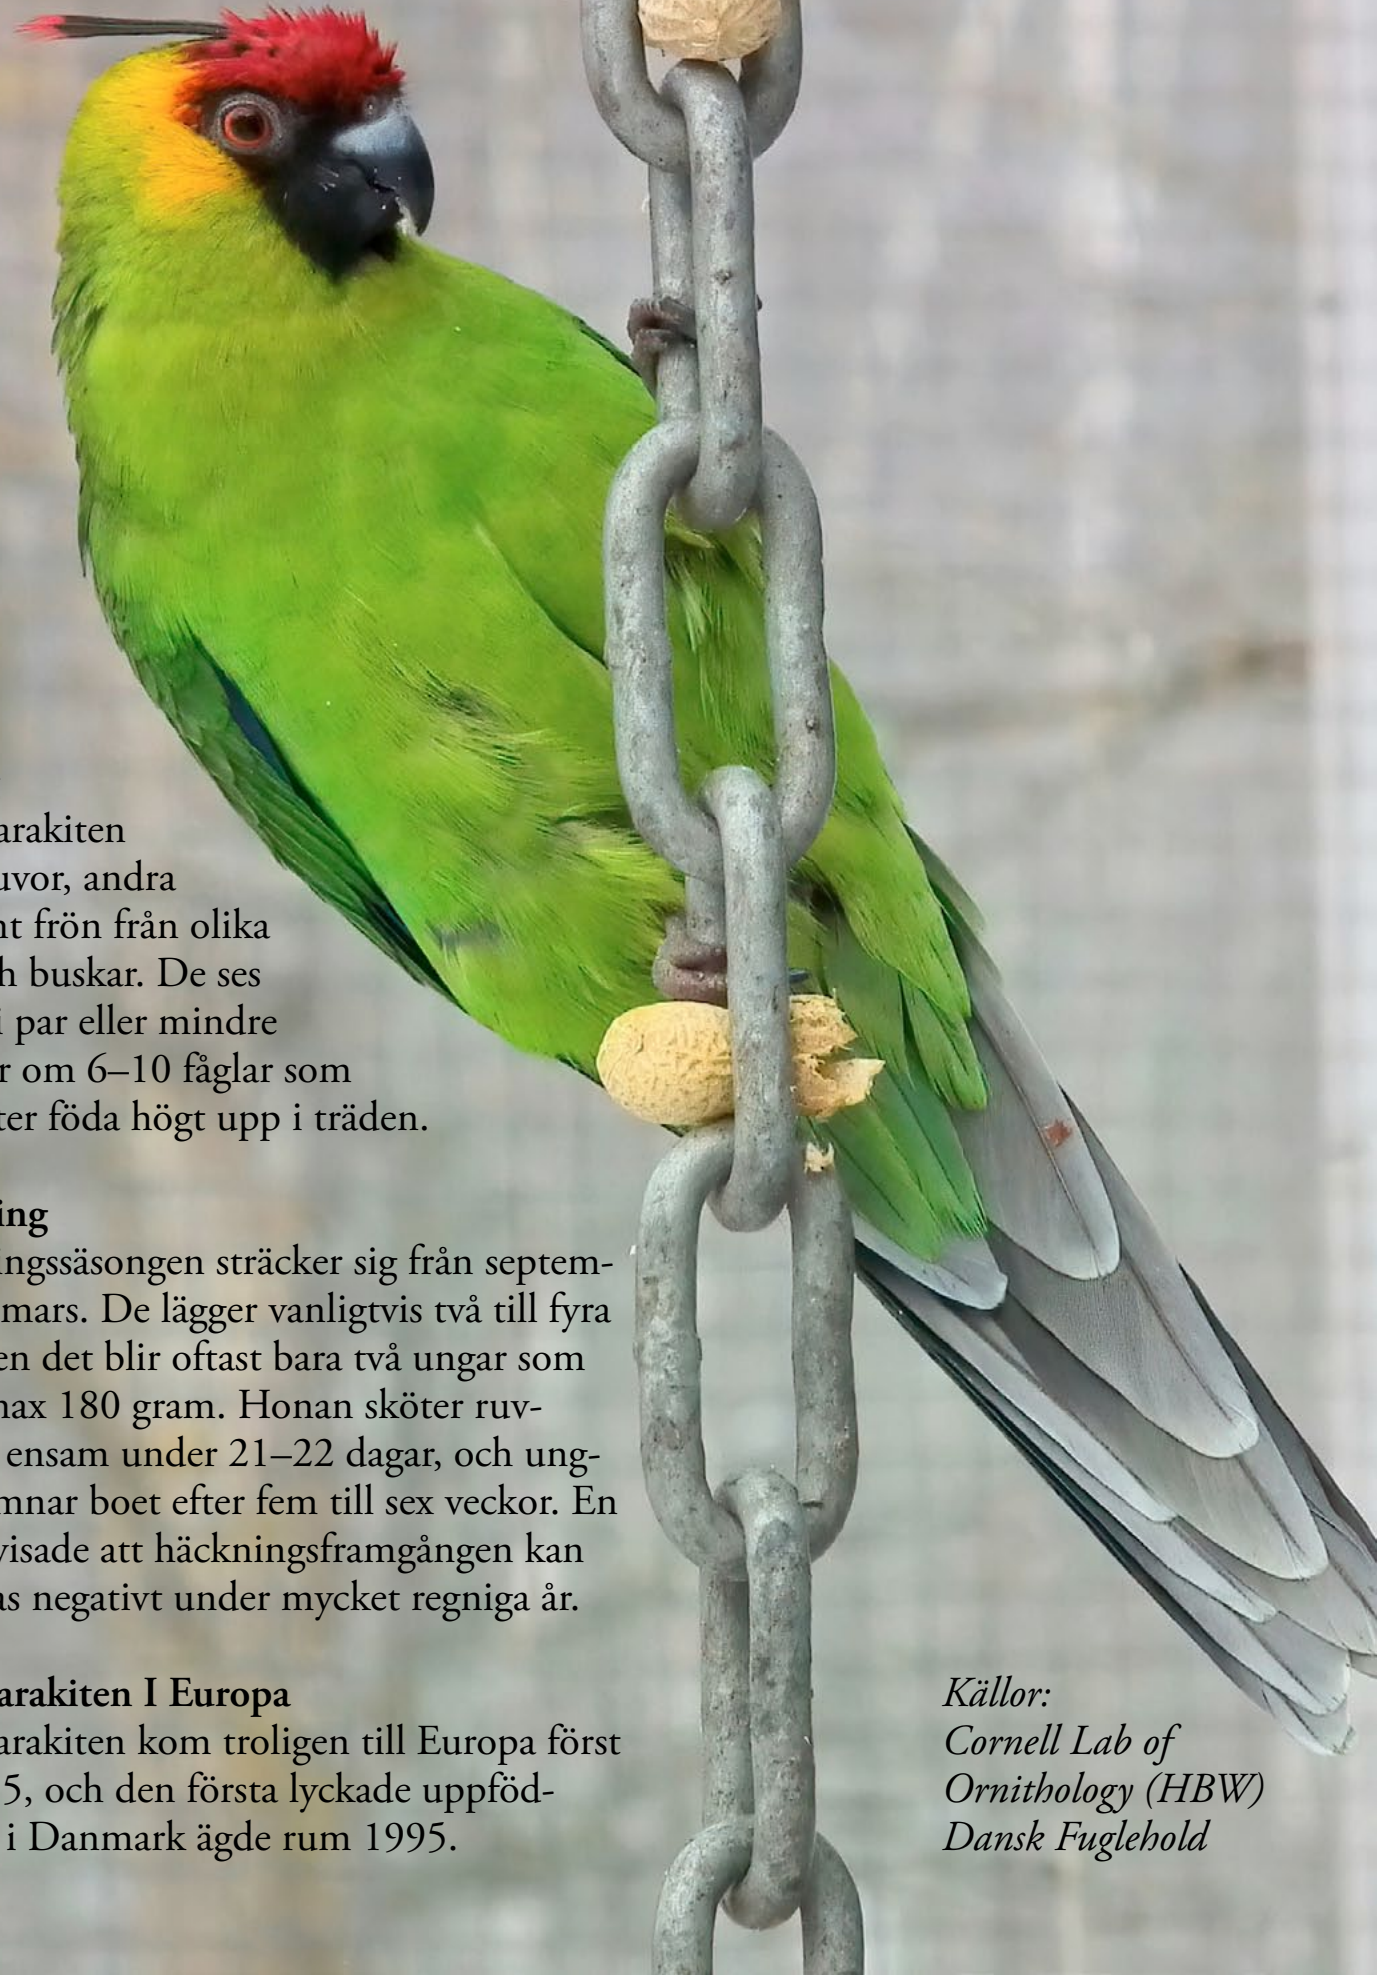 arakiten
uvor, andra
nt frön från olika
h buskar. De ses
i par eller mindre
r om 6–10 fåglar som
ter föda högt upp i träden.
ing
ingssäsongen sträcker sig från septem-
mars. De lägger vanligtvis två till fyra
en det blir oftast bara två ungar som
max 180 gram. Honan sköter ruv-
ensam under 21–22 dagar, och ung-
mnar boet efter fem till sex veckor. En
visade att häckningsframgången kan
as negativt under mycket regniga år.
arakiten I Europa
arakiten kom troligen till Europa först
5, och den första lyckade uppföd-
i Danmark ägde rum 1995.
Källor:
Cornell Lab of
Ornithology (HBW)
Dansk Fuglehold